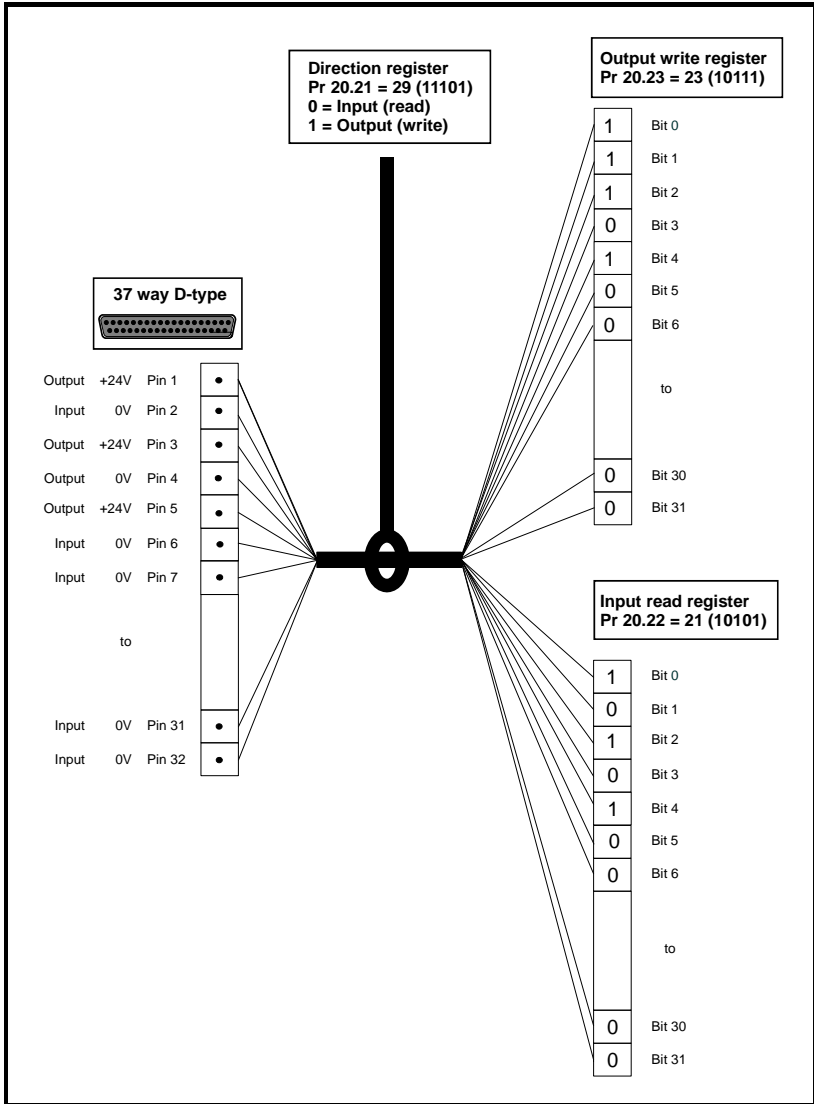 Direction register
Pr 20.21 = 29 (11101)
0 = Input (read)
1 = Output (write)
Output write register
Pr 20.23 = 23 (10111)
1 Bit 0
1 Bit 1
1 Bit 2
0 Bit 3
1 Bit 4
0 Bit 5
0 Bit 6
to
0 Bit 30
0 Bit 31
37 way D-type
Output +24V Pin 1
Input 0V Pin 2
Output +24V Pin 3
Output 0V Pin 4
Output +24V Pin 5
Input 0V Pin 6
Input 0V Pin 7
to
Input 0V Pin 31
Input 0V Pin 32
Input read register
Pr 20.22 = 21 (10101)
1 Bit 0
0 Bit 1
1 Bit 2
0 Bit 3
1 Bit 4
0 Bit 5
0 Bit 6
to
0 Bit 30
0 Bit 31